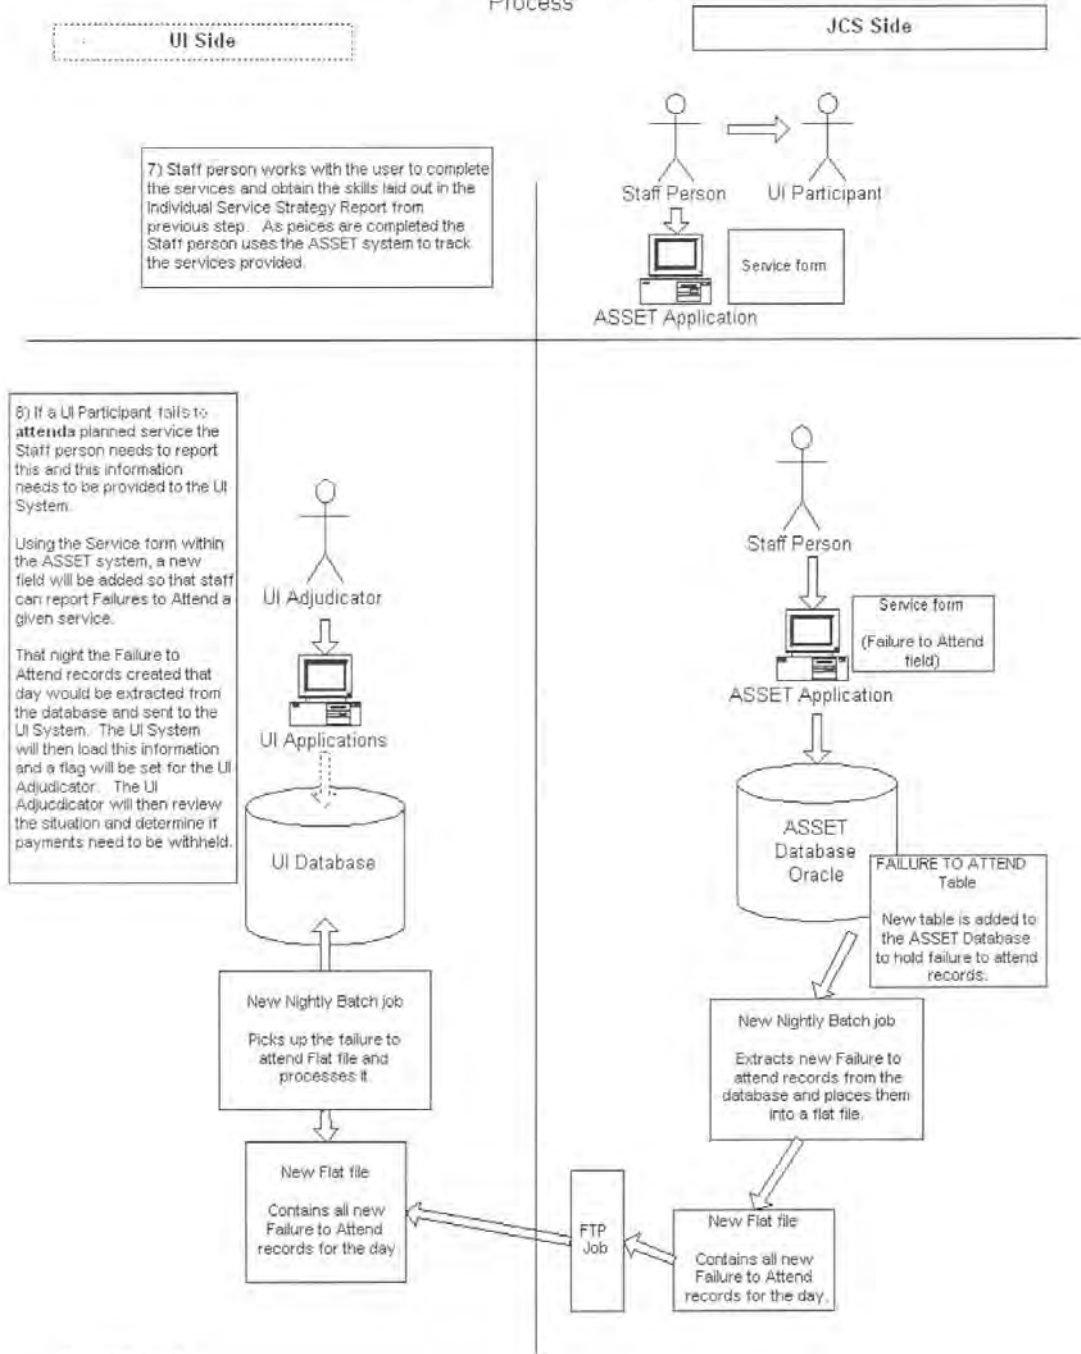 Process
UI Side
JCS Side
7) Staff person works with the user to complete
the services and obtain the skills laid out in the
Individual Service Strategy Report from
previous step. As peices are completed the
Staff person uses the ASSET system to track
the services provided.
Staff Person
UI Participant
Service form
ASSET Application
8) If a UI Participant fails to
attenda planned service the
Staff person needs to report
this and this information
needs to be provided to the UI
System.
Using the Service form within
the ASSET system, a new
field will be added so that staff
can report Failures to Attend a
given service.
That night the Failure to
Attend records created that
day would be extracted from
the database and sent to the
UI System. The UI System
will then load this information
and a flag will be set for the UI
Adjudicator. The UI
Adjucdicator will then review
the situation and determine if
payments need to be withheld.
UI Adjudicator
UI Applications
UI Database
New Nightly Batch job
Picks up the failure to
attend Flat file and
processes it.
New Flat file
Contains all new
Failure to Attend
records for the day
Staff Person
Service form
(Failure to Attend
field)
ASSET Application
ASSET
Database
Oracle
FAILURE TO ATTEND
Table
New table is added to
the ASSET Database
to hold failure to attend
records.
New Nightly Batch job
Extracts new Failure to
attend records from the
database and places them
into a flat file.
FTP
Job
New Flat file
Contains all new
Failure to Attend
records for the day.